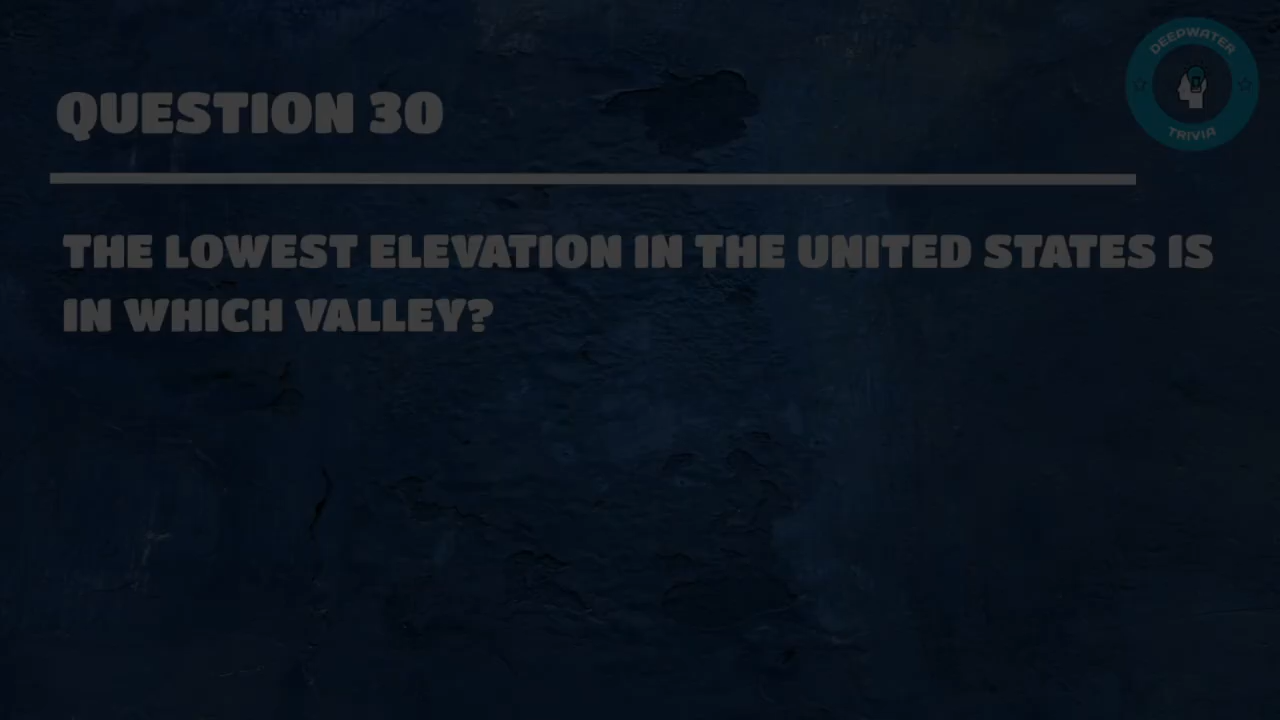 DEEPWATER
TRIVIA
QUESTION 30
THE LOWEST ELEVATION IN THE UNITED STATES IS
IN WHICH VALLEY?